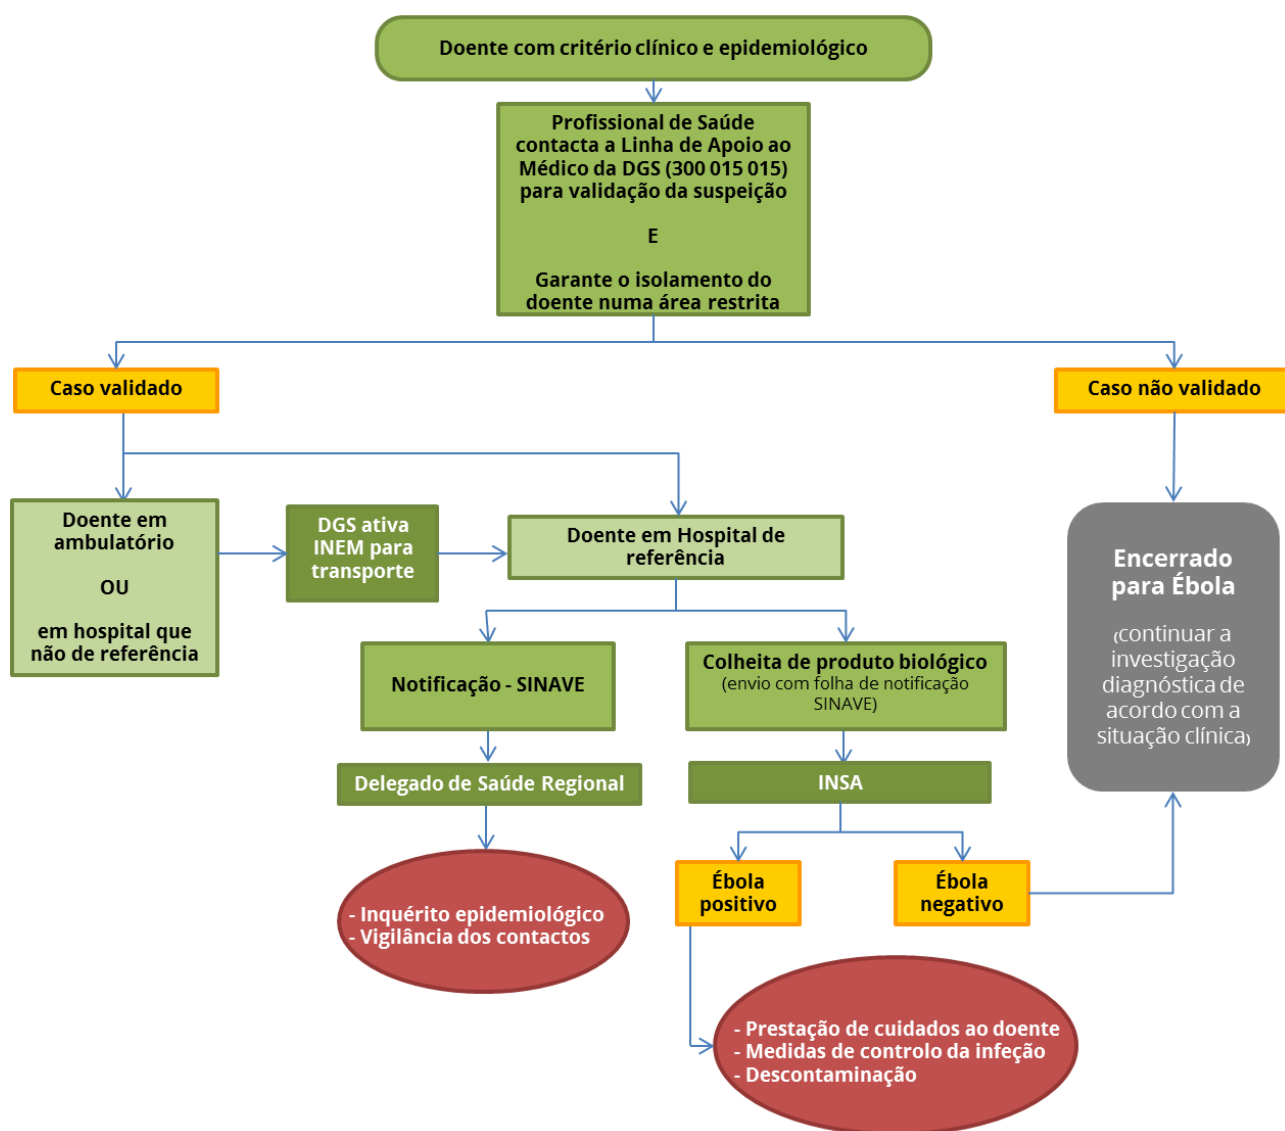 Doente com critério clínico e epidemiológico
Profissional de Saúde
contacta a Linha de Apoio ao
Médico da DGS (300 015 015)
para validação da suspeição
E
Garante o isolamento do
doente numa área restrita
Caso validado
Caso não validado
Doente em
ambulatório
OU
em hospital que
não de referência
DGS ativa
INEM para
transporte
Doente em Hospital de
referência
Encerrado
para Ébola
(continuar a
investigação
diagnóstica de
acordo com a
situação clínica)
Notificação - SINAVE
Colheita de produto biológico
(envio com folha de notificação
SINAVE)
Delegado de Saúde Regional
INSA
Ébola
positivo
Ébola
negativo
- Inquérito epidemiológico
- Vigilância dos contactos
- Prestação de cuidados ao doente
- Medidas de controlo da infeção
- Descontaminação